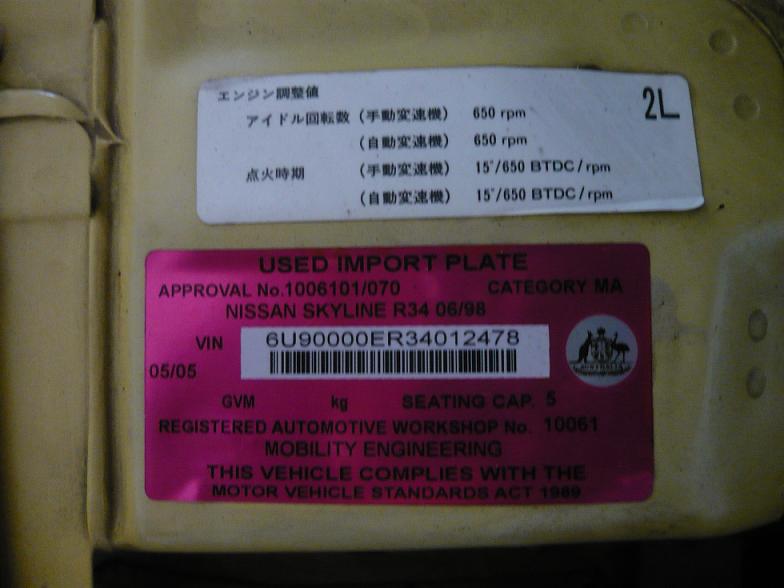 エンジン調整値
2L
アイドル回転数 (手動変速機) 650 rpm
(自動変速機) 650 rpm
点火時期 (手動変速機) 15°/650 BTDC/rpm
(自動変速機) 15°/650 BTDC/rpm
USED IMPORT PLATE
APPROVAL No.1006101/070 CATEGORY MA
NISSAN SKYLINE R34 06/98
VIN 6U90000ER34012478
05/05
AUSTRALIA
GVM kg SEATING CAP. 5
REGISTERED AUTOMOTIVE WORKSHOP No. 10061
MOBILITY ENGINEERING
THIS VEHICLE COMPLIES WITH THE
MOTOR VEHICLE STANDARDS ACT 1989